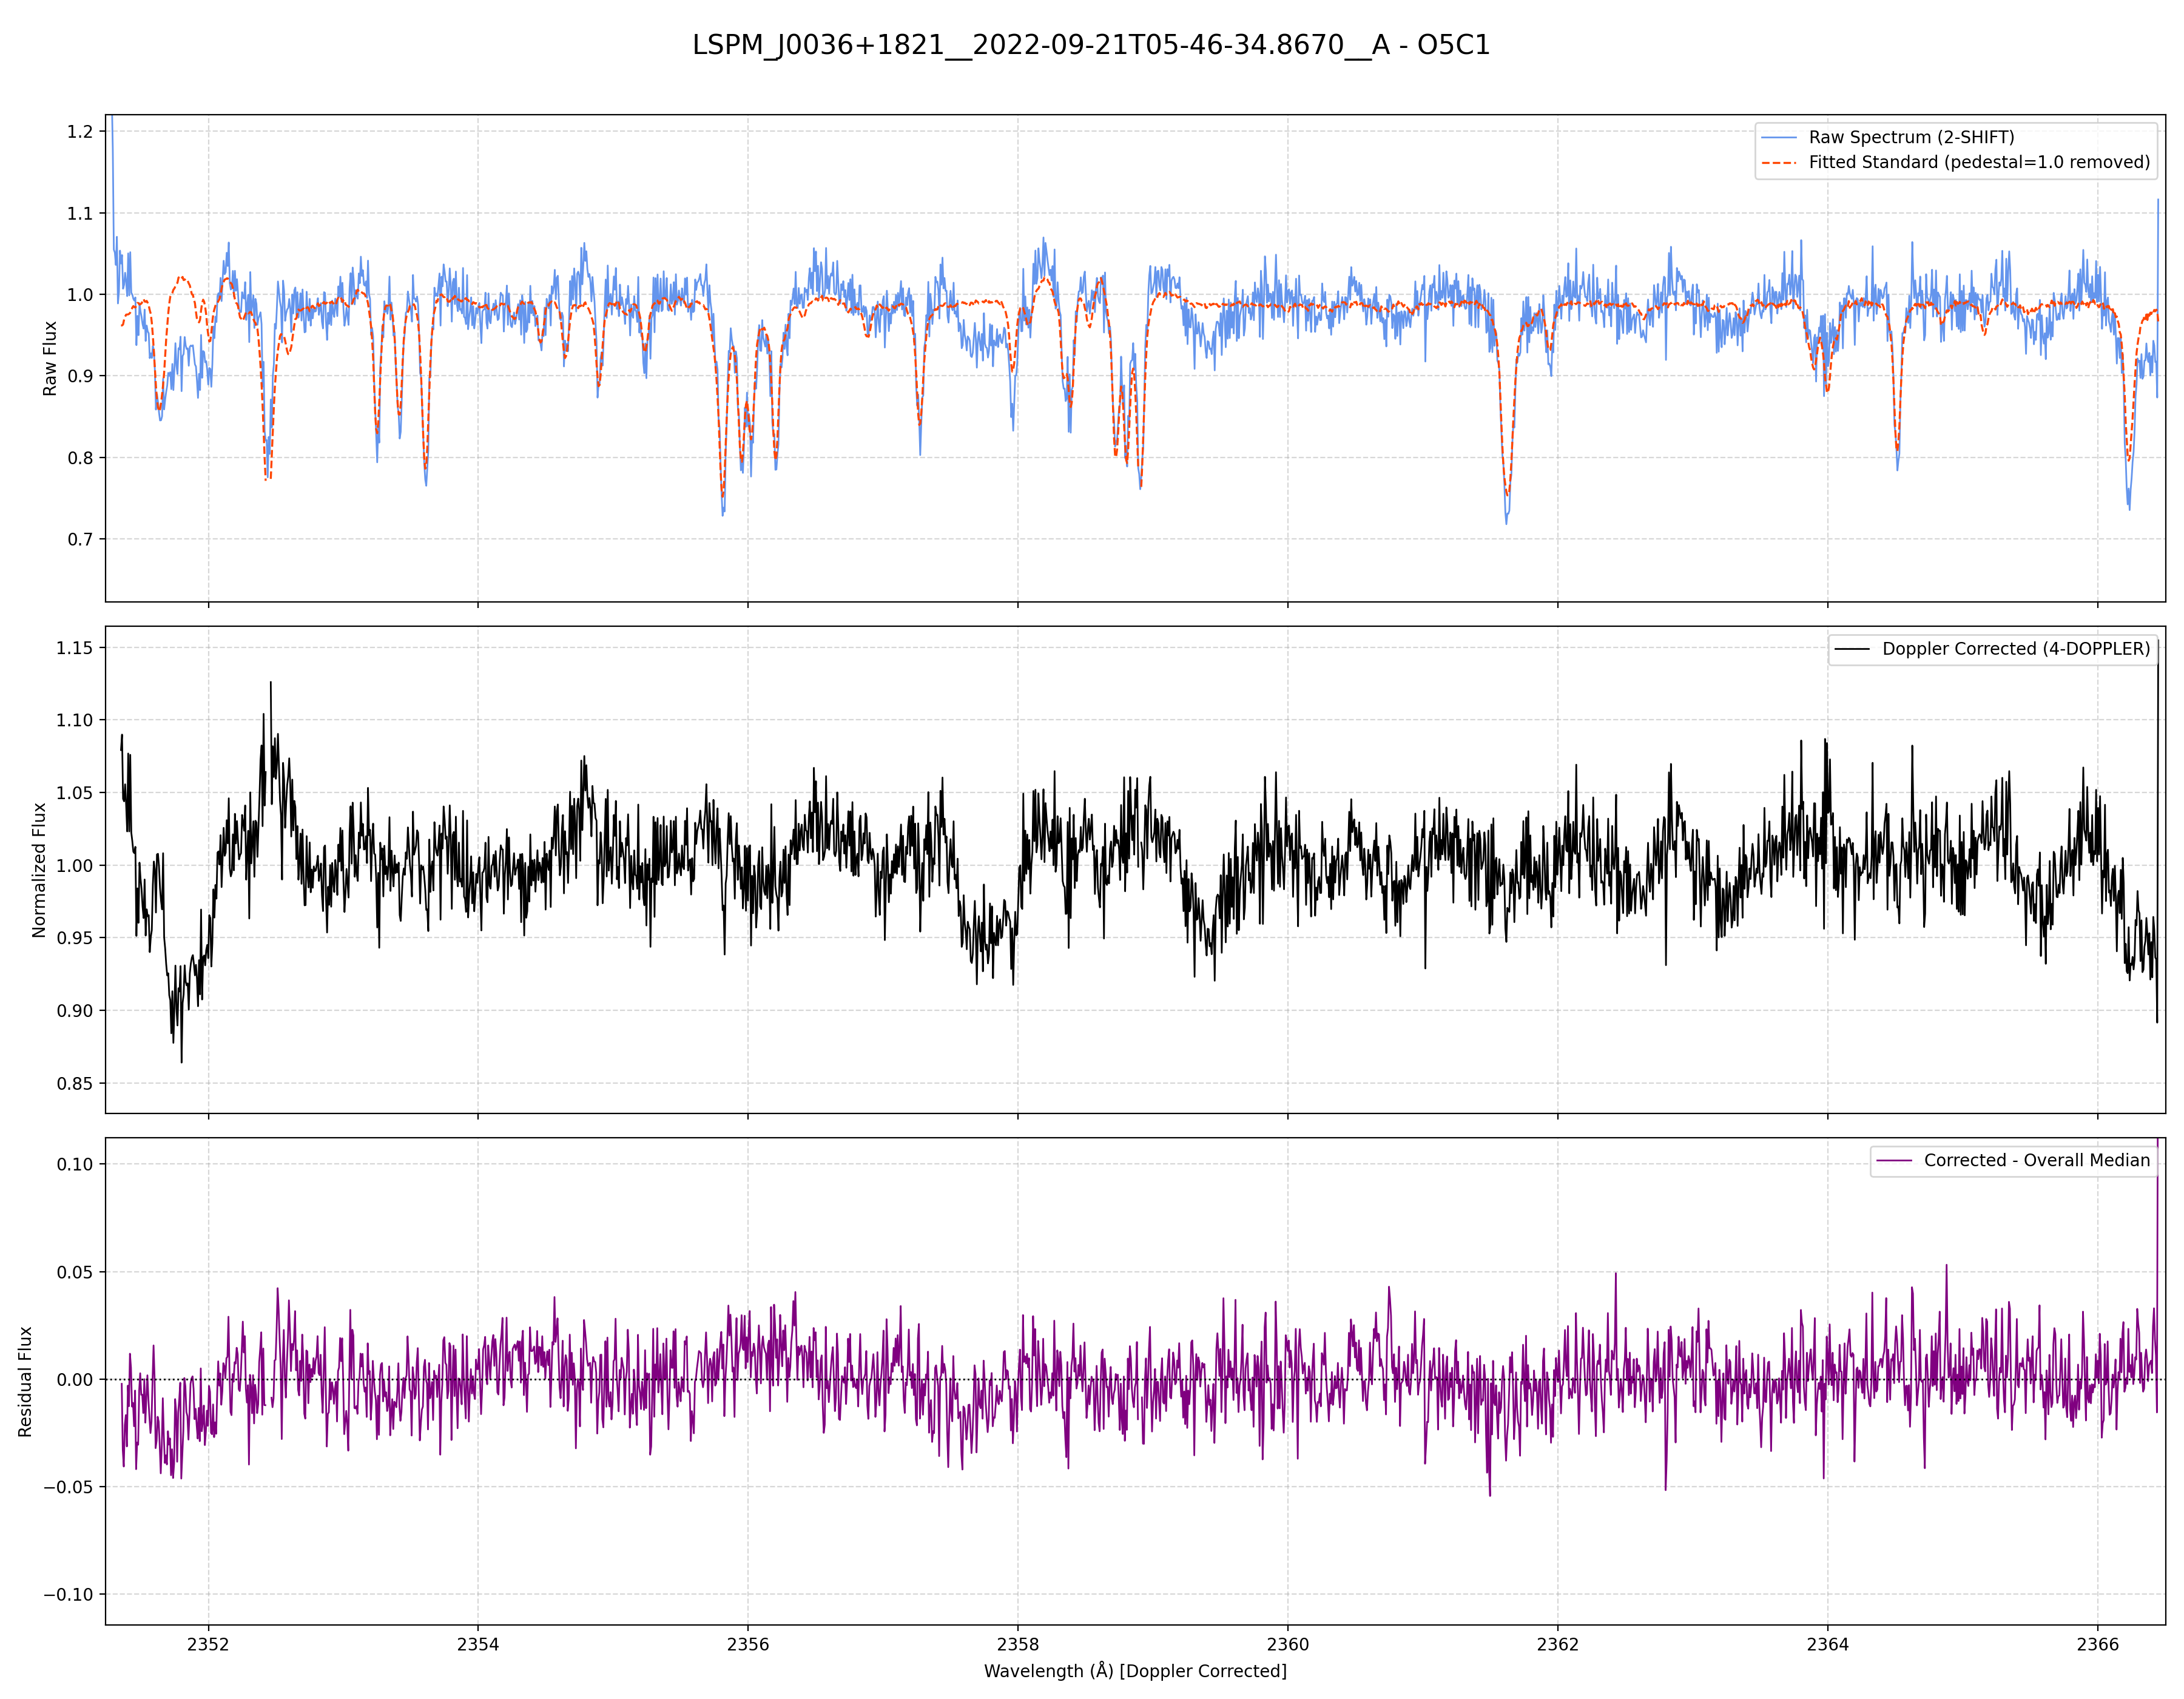 LSPM_J0036+1821__2022-09-21T05-46-34.8670__A - O5C1
1.2
1.1
1.0
0.9
0.8
0.7
Raw Flux
Raw Spectrum (2-SHIFT)
Fitted Standard (pedestal=1.0 removed)
1.15
1.10
1.05
1.00
0.95
0.90
0.85
Normalized Flux
Doppler Corrected (4-DOPPLER)
0.10
0.05
0.00
−0.05
−0.10
Residual Flux
Corrected - Overall Median
2352 2354 2356 2358 2360 2362 2364 2366
Wavelength (Å) [Doppler Corrected]